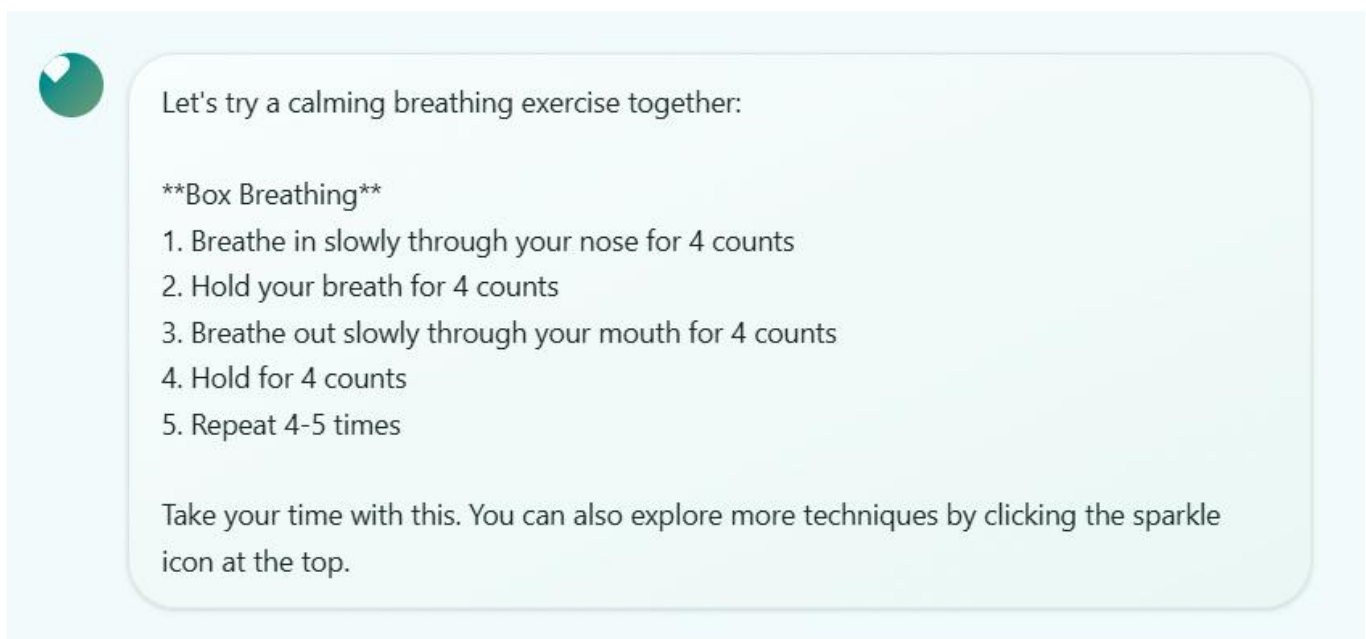 Let's try a calming breathing exercise together:
**Box Breathing**
1. Breathe in slowly through your nose for 4 counts
2. Hold your breath for 4 counts
3. Breathe out slowly through your mouth for 4 counts
4. Hold for 4 counts
5. Repeat 4-5 times
Take your time with this. You can also explore more techniques by clicking the sparkle
icon at the top.